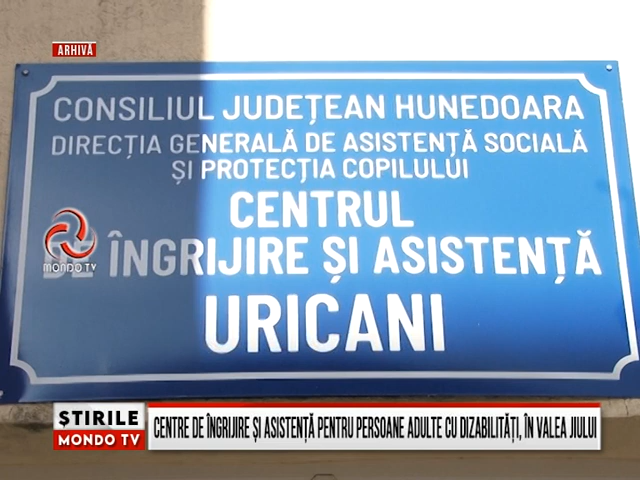 ARHIVĂ
CONSILIUL JUDEȚEAN HUNEDOARA
DIRECȚIA GENERALĂ DE ASISTENȚĂ SOCIALĂ
ȘI PROTECȚIA COPILULUI
CENTRUL
DE ÎNGRIJIRE ȘI ASISTENȚĂ
MONDO TV
URICANI
ȘTIRILE
MONDO TV
CENTRE DE ÎNGRIJIRE ȘI ASISTENȚĂ PENTRU PERSOANE ADULTE CU DIZABILITĂȚI, ÎN VALEA JIULUI